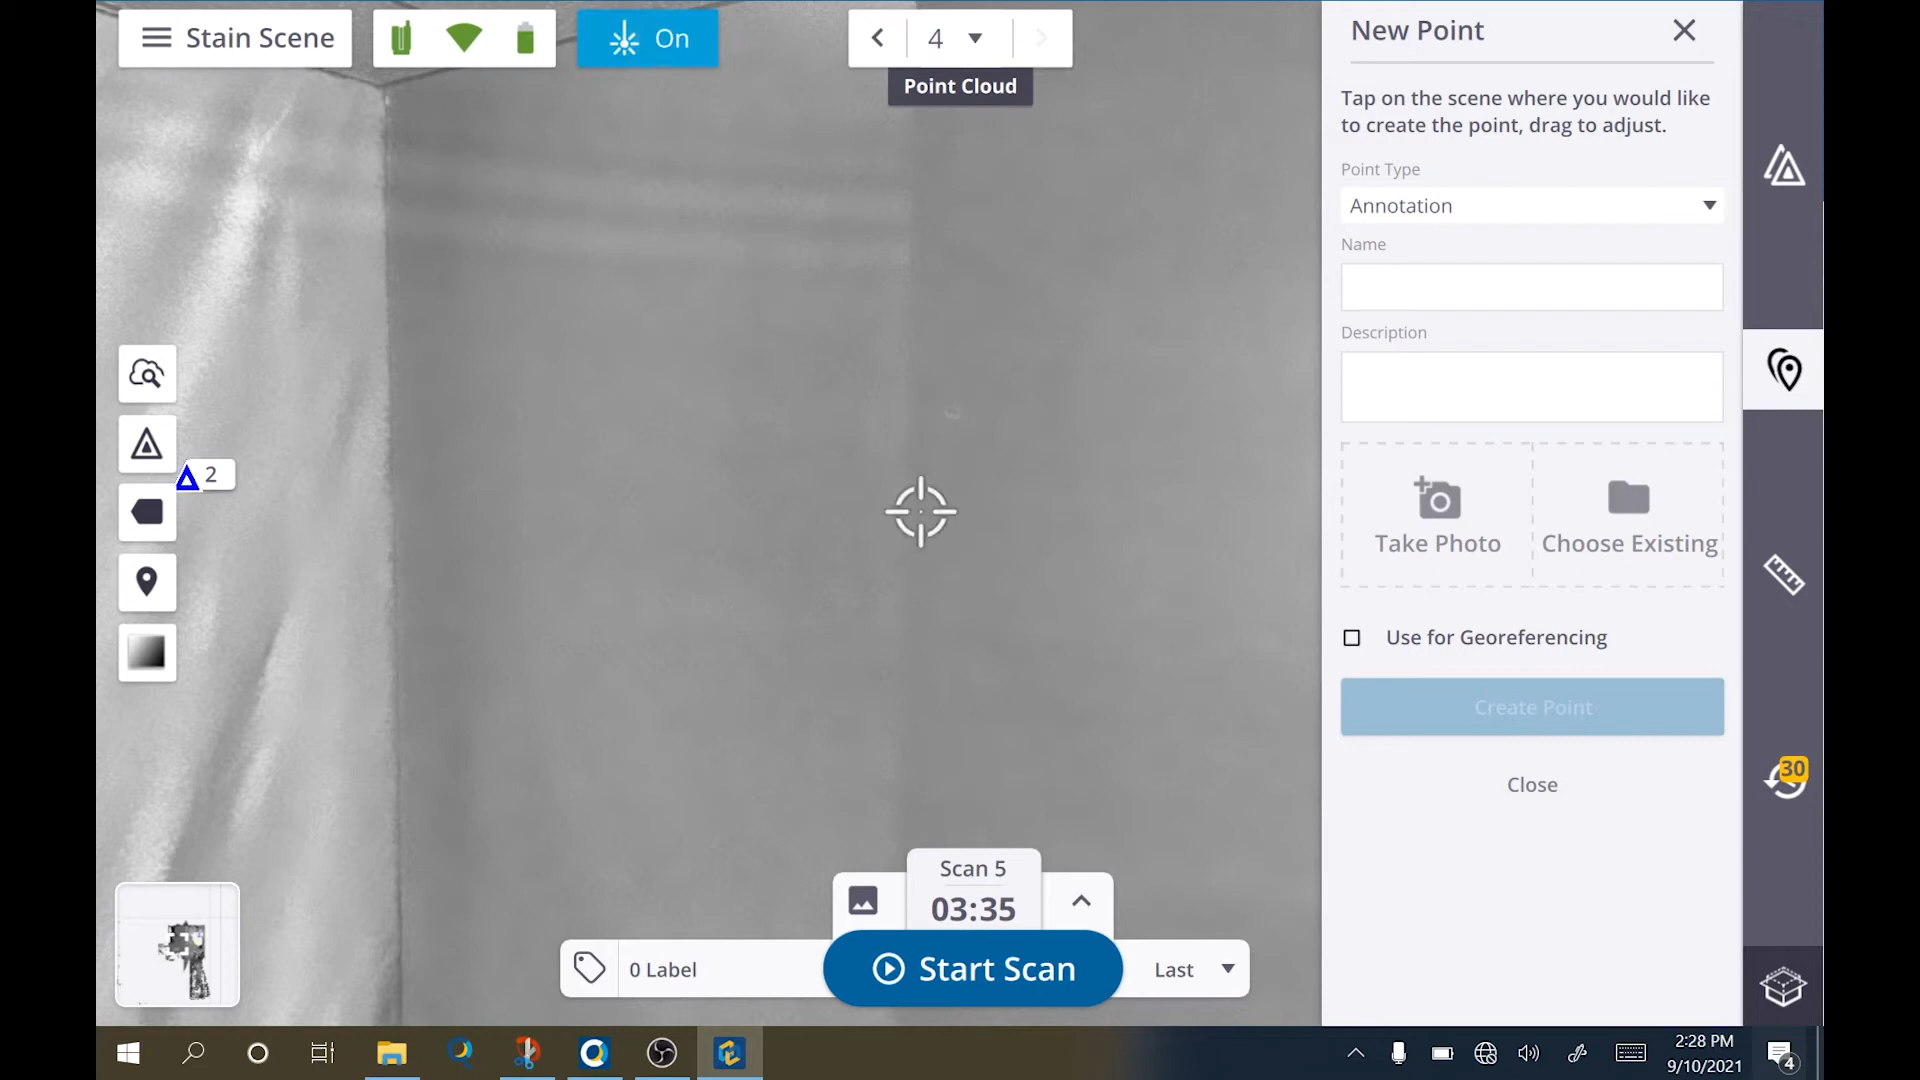 Stain Scene
On
4
Point Cloud
New Point
Tap on the scene where you would like
to create the point, drag to adjust.
Point Type
Annotation
Name
Description
Take Photo
Choose Existing
Use for Georeferencing
Create Point
Close
2
30
Scan 5
03:35
0 Label
Start Scan
Last
2:28 PM
9/10/2021
4